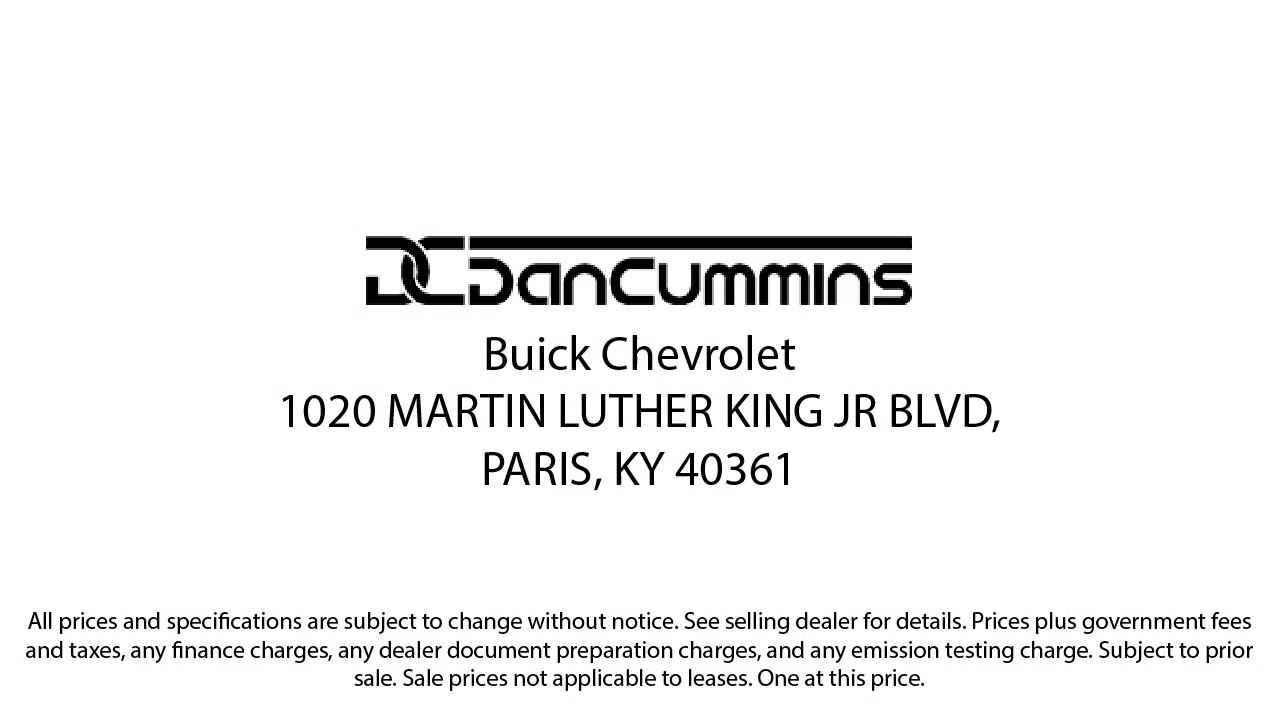 DC DanCummins
Buick Chevrolet
1020 MARTIN LUTHER KING JR BLVD,
PARIS, KY 40361
All prices and specifications are subject to change without notice. See selling dealer for details. Prices plus government fees
and taxes, any finance charges, any dealer document preparation charges, and any emission testing charge. Subject to prior
sale. Sale prices not applicable to leases. One at this price.